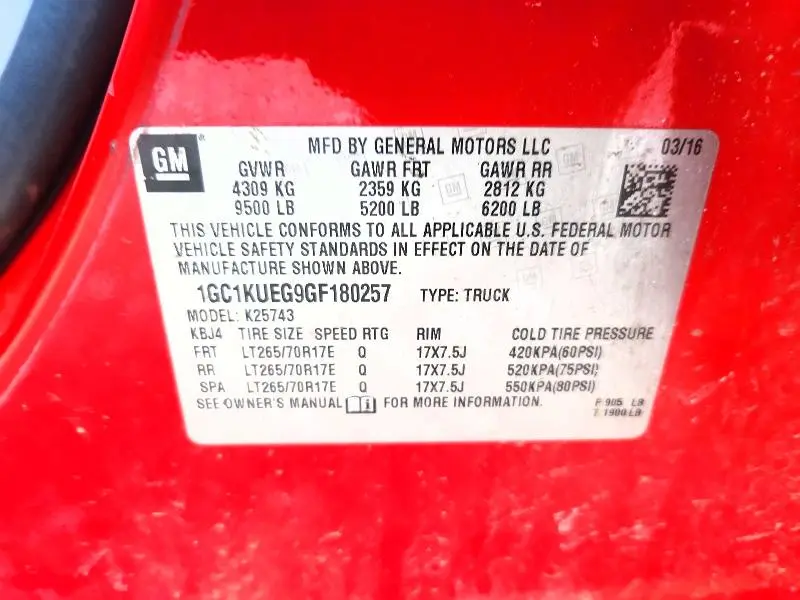 GM MFD BY GENERAL MOTORS LLC 03/16
GVWR GAWR FRT GAWR RR
4309 KG 2359 KG 2812 KG
9500 LB 5200 LB 6200 LB
THIS VEHICLE CONFORMS TO ALL APPLICABLE U.S. FEDERAL MOTOR
VEHICLE SAFETY STANDARDS IN EFFECT ON THE DATE OF
MANUFACTURE SHOWN ABOVE.
1GC1KUEG9GF180257 TYPE: TRUCK
MODEL: K25743
KBJ4 TIRE SIZE SPEED RTG RIM COLD TIRE PRESSURE
FRT LT265/70R17E Q 17X7.5J 420KPA(60PSI)
RR LT265/70R17E Q 17X7.5J 520KPA(75PSI)
SPA LT265/70R17E Q 17X7.5J 550KPA(80PSI)
SEE OWNER'S MANUAL FOR MORE INFORMATION.
905 LB
1900 LB